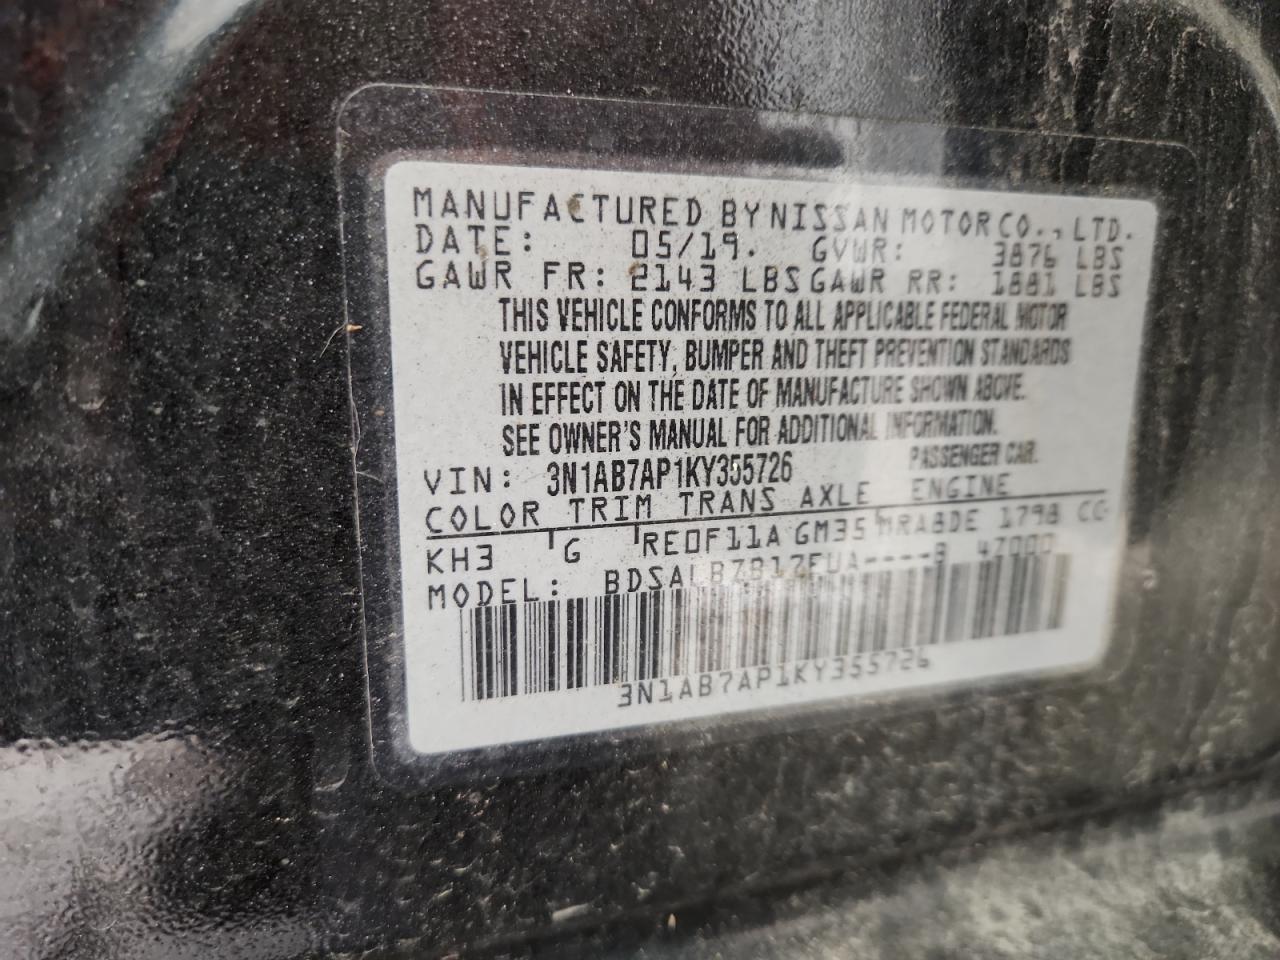 MANUFACTURED BY NISSAN MOTOR CO., LTD.
DATE: 05/19. GVWR: 3876 LBS
GAWR FR: 2143 LBS GAWR RR: 1881 LBS
THIS VEHICLE CONFORMS TO ALL APPLICABLE FEDERAL MOTOR
VEHICLE SAFETY, BUMPER AND THEFT PREVENTION STANDARDS
IN EFFECT ON THE DATE OF MANUFACTURE SHOWN ABOVE.
SEE OWNER'S MANUAL FOR ADDITIONAL INFORMATION.
VIN: 3N1AB7AP1KY355726 PASSENGER CAR.
COLOR TRIM TRANS AXLE ENGINE
KH3 G RE0F11A GM35 MRA8DE 1798 CC
MODEL: BDSALBZB17EUA----B 47000
3N1AB7AP1KY355726